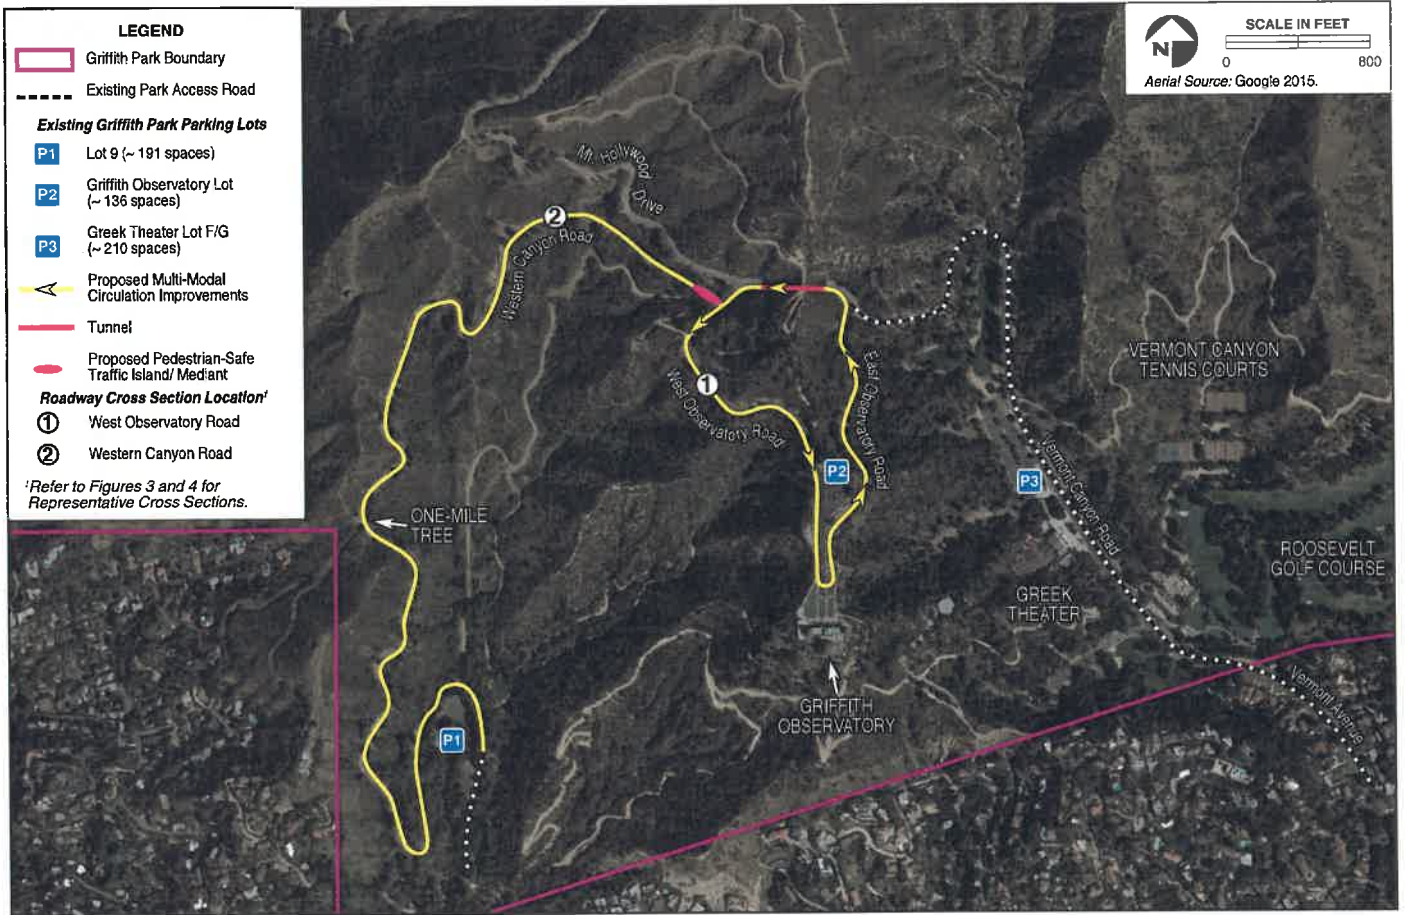 LEGEND
Griffith Park Boundary
Existing Park Access Road
Existing Griffith Park Parking Lots
P1 Lot 9 (~ 191 spaces)
P2 Griffith Observatory Lot
(~ 136 spaces)
P3 Greek Theater Lot F/G
(~ 210 spaces)
Proposed Multi-Modal
Circulation Improvements
Tunnel
Proposed Pedestrian-Safe
Traffic Island/ Mediant
Roadway Cross Section Location¹
1 West Observatory Road
2 Western Canyon Road
¹Refer to Figures 3 and 4 for
Representative Cross Sections.
N
SCALE IN FEET
0 800
Aerial Source: Google 2015.
Mt. Hollywood
Drive
2
Western Canyon Road
1
West Observatory Road
East Observatory Road
P2
VERMONT CANYON
TENNIS COURTS
P3
Vermont Canyon Road
ONE-MILE
TREE
ROOSEVELT
GOLF COURSE
GREEK
THEATER
GRIFFITH
OBSERVATORY
Vermont Avenue
P1